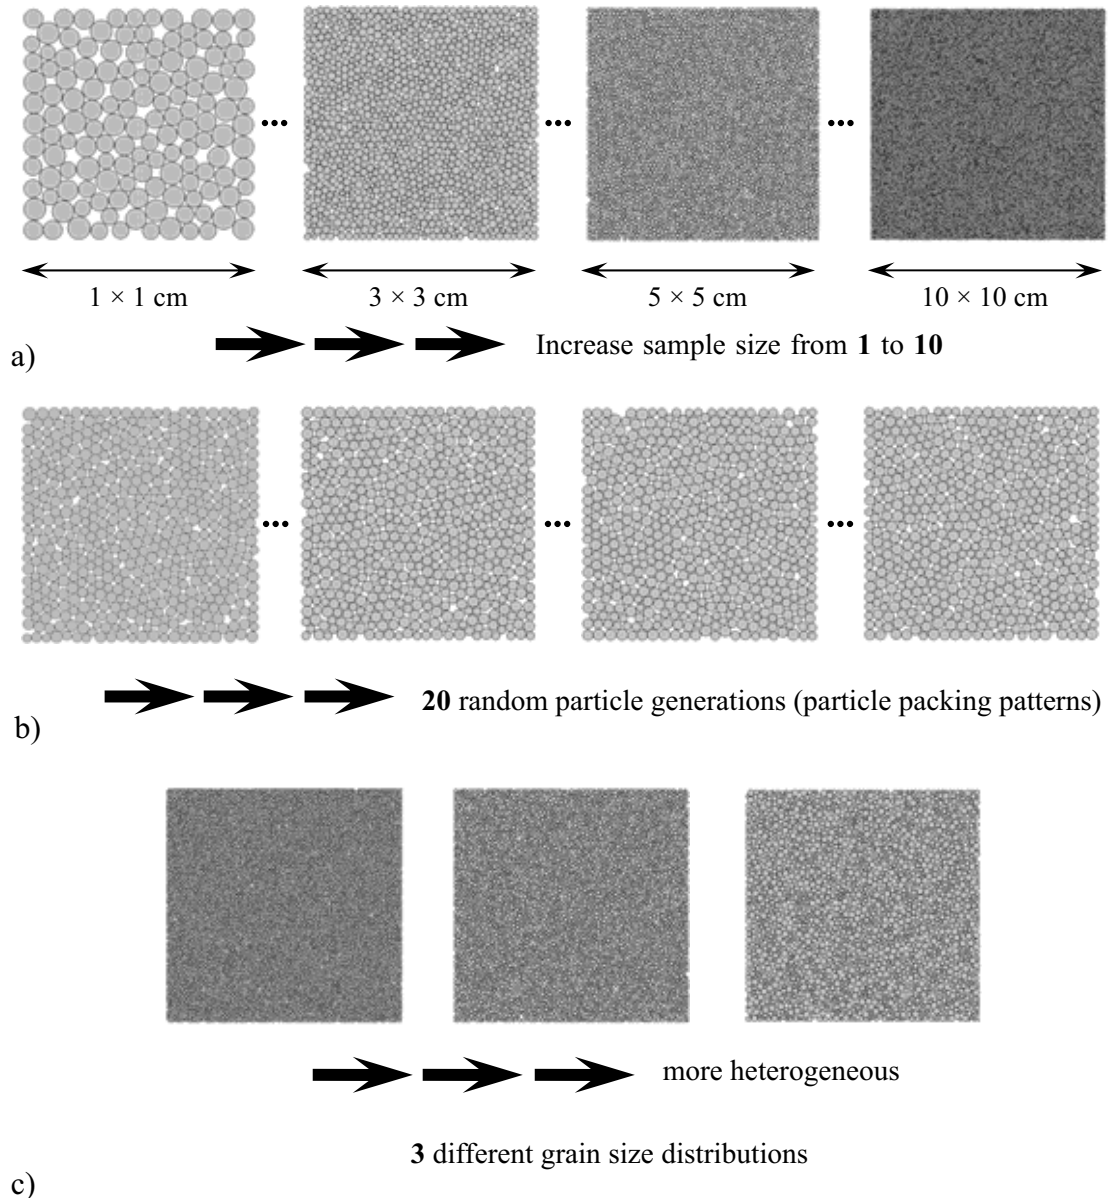 ... ... ...
1 × 1 cm 3 × 3 cm 5 × 5 cm 10 × 10 cm
Increase sample size from 1 to 10
a)
... ... ...
20 random particle generations (particle packing patterns)
b)
more heterogeneous
3 different grain size distributions
c)